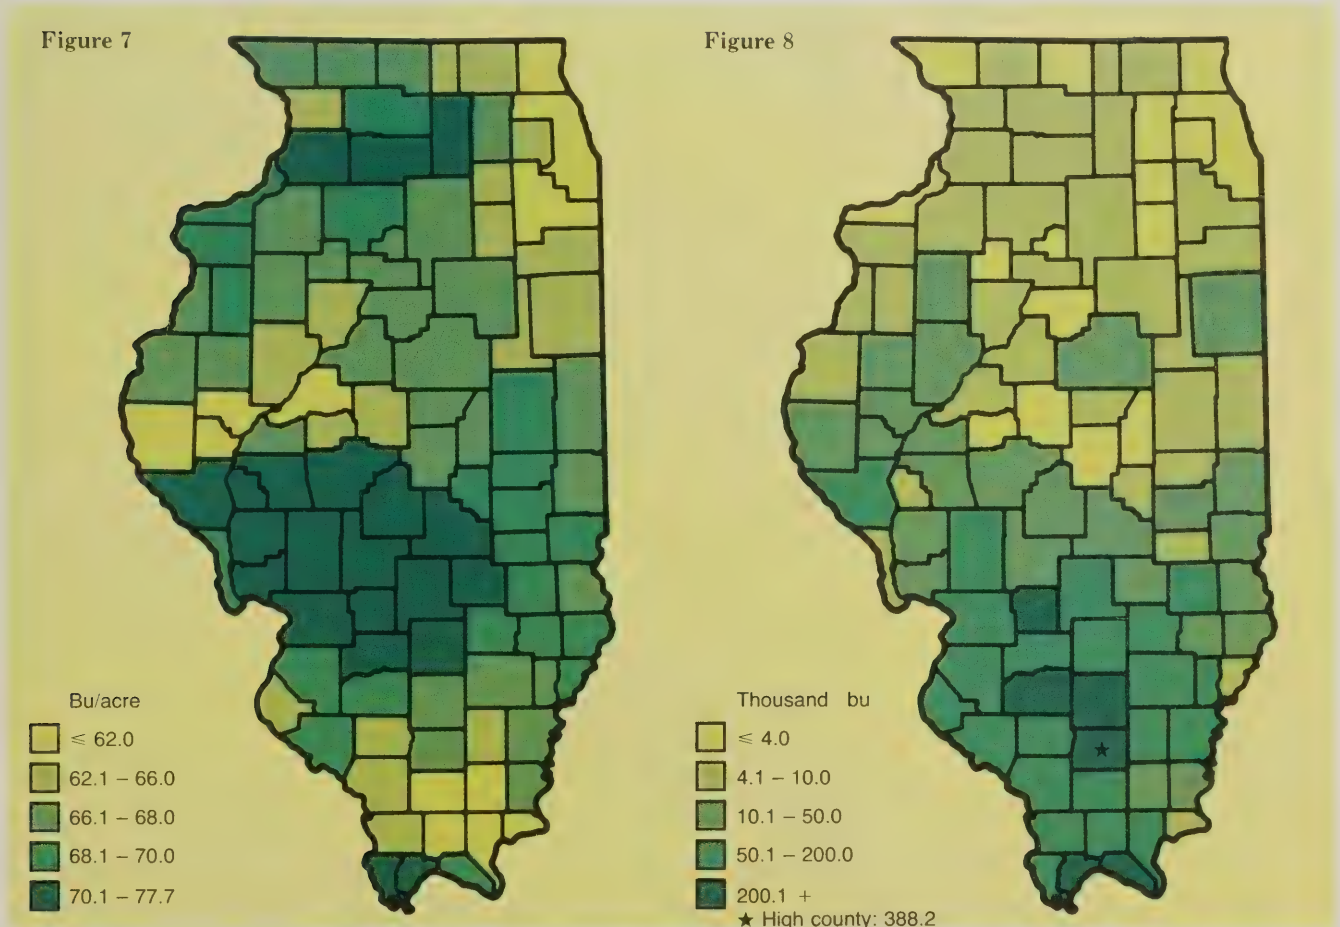 Figure 7
Bu/acre
≤ 62.0
62.1 – 66.0
66.1 – 68.0
68.1 – 70.0
70.1 – 77.7
Figure 8
Thousand bu
≤ 4.0
4.1 – 10.0
10.1 – 50.0
50.1 – 200.0
200.1 +
★ High county: 388.2